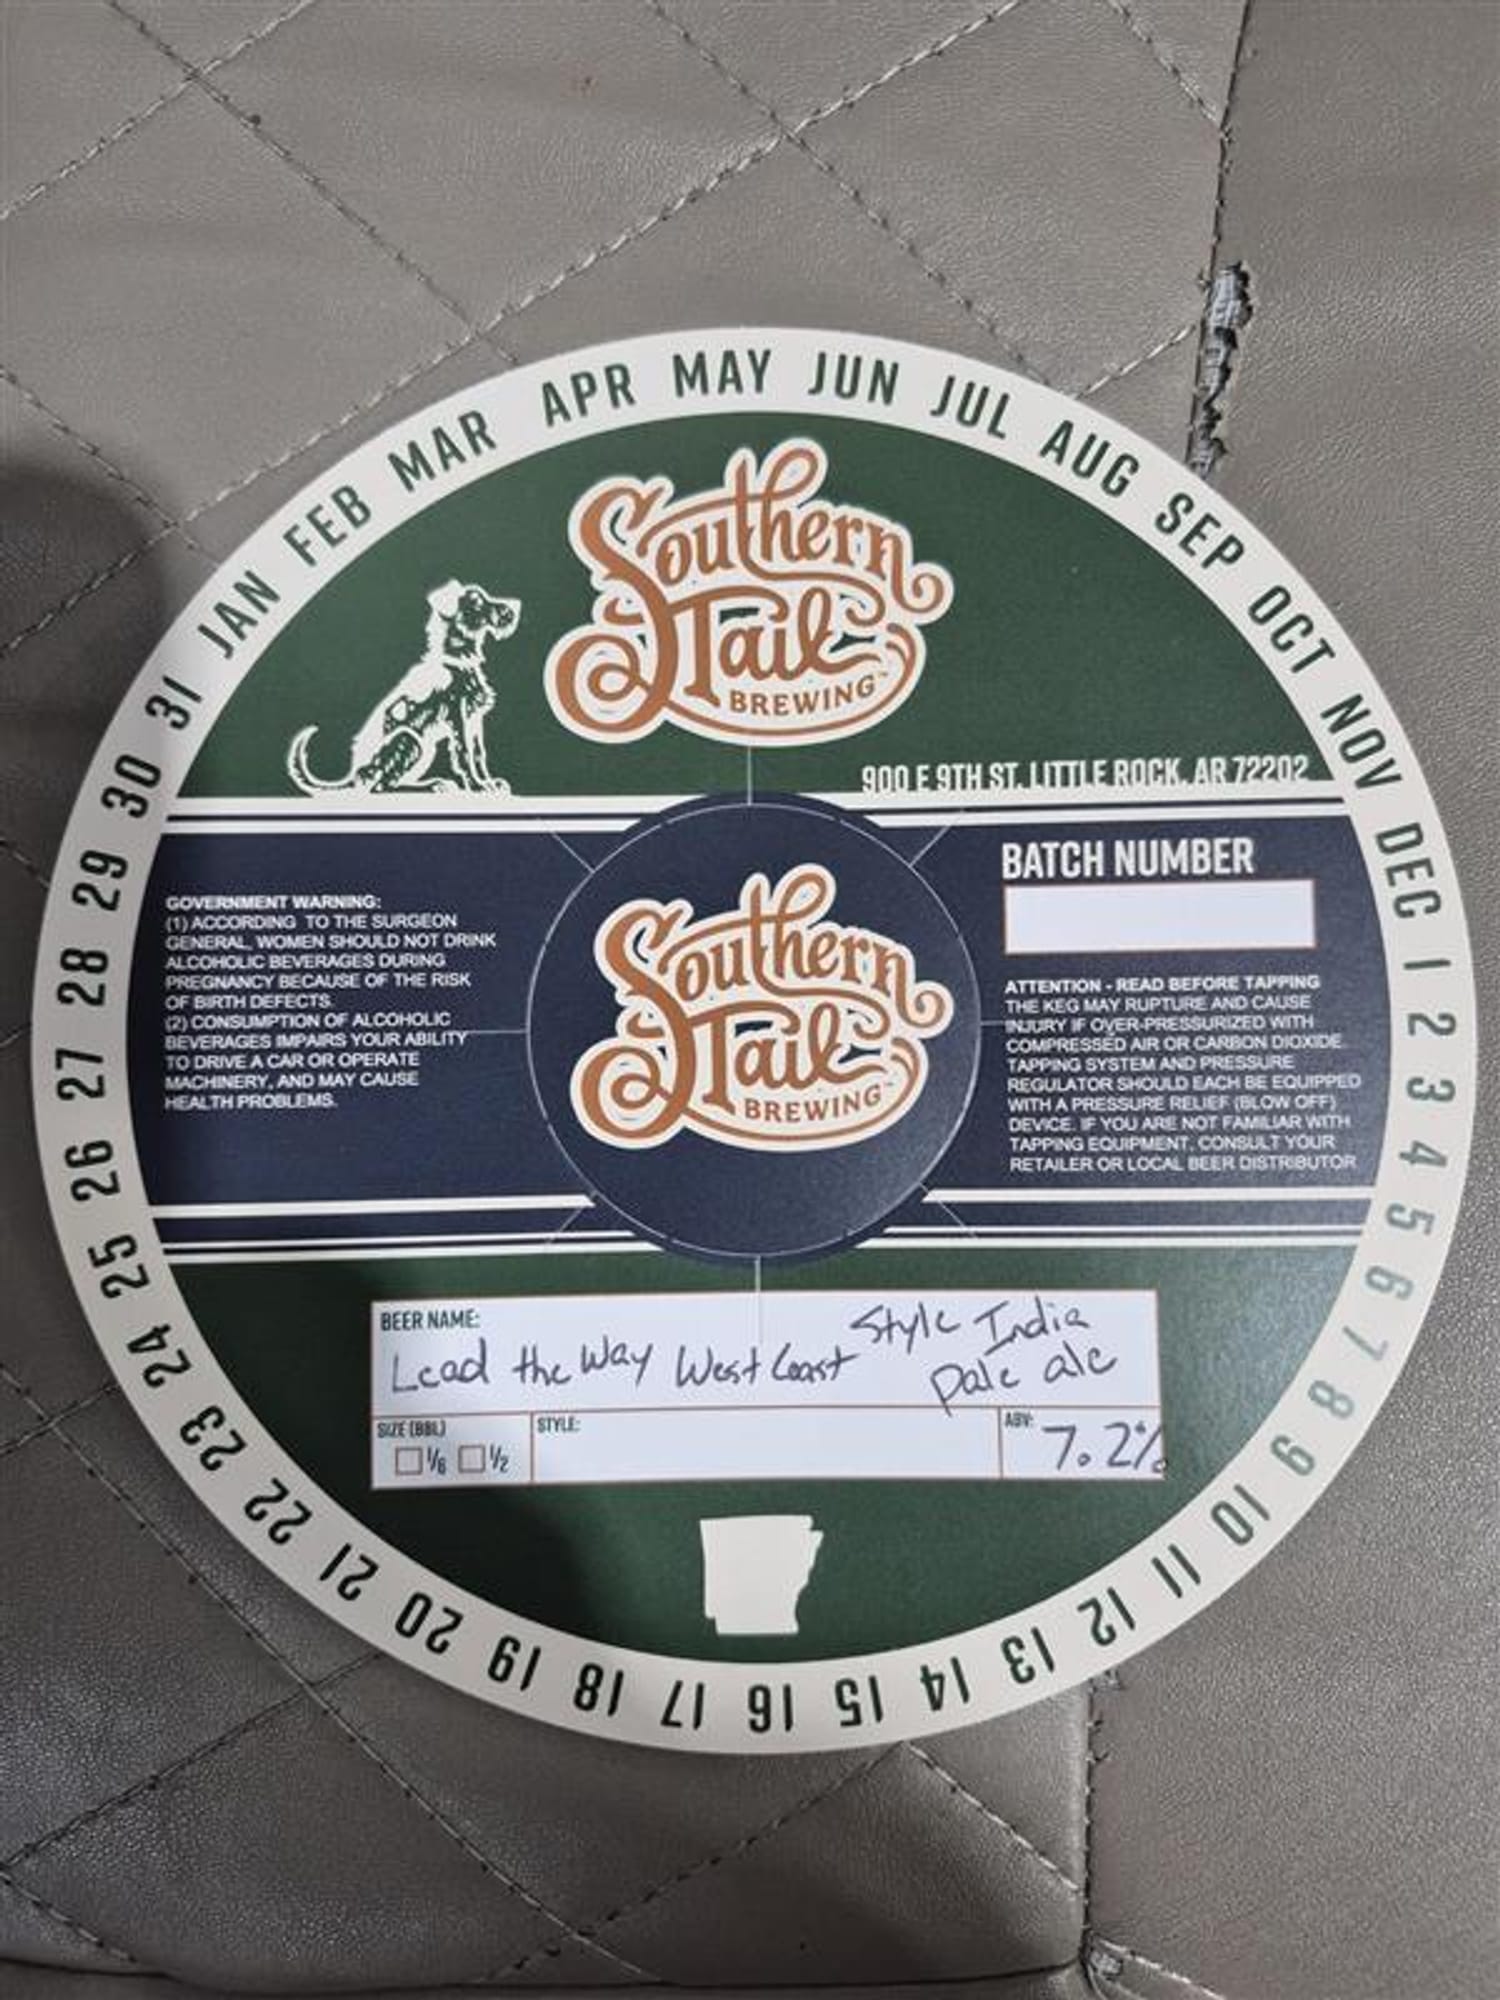 JAN FEB MAR APR MAY JUN JUL AUG SEP OCT NOV DEC 1 2 3 4 5 6 7 8 9 10 11 12 13 14 15 16 17 18 19 20 21 22 23 24 25 26 27 28 29 30 31
Southern
Tail
BREWING™
900 E 9TH ST. LITTLE ROCK, AR 72202
GOVERNMENT WARNING:
(1) ACCORDING TO THE SURGEON
GENERAL, WOMEN SHOULD NOT DRINK
ALCOHOLIC BEVERAGES DURING
PREGNANCY BECAUSE OF THE RISK
OF BIRTH DEFECTS.
(2) CONSUMPTION OF ALCOHOLIC
BEVERAGES IMPAIRS YOUR ABILITY
TO DRIVE A CAR OR OPERATE
MACHINERY, AND MAY CAUSE
HEALTH PROBLEMS.
Southern
Tail
BREWING™
BATCH NUMBER
ATTENTION - READ BEFORE TAPPING
THE KEG MAY RUPTURE AND CAUSE
INJURY IF OVER-PRESSURIZED WITH
COMPRESSED AIR OR CARBON DIOXIDE.
TAPPING SYSTEM AND PRESSURE
REGULATOR SHOULD EACH BE EQUIPPED
WITH A PRESSURE RELIEF (BLOW OFF)
DEVICE. IF YOU ARE NOT FAMILIAR WITH
TAPPING EQUIPMENT, CONSULT YOUR
RETAILER OR LOCAL BEER DISTRIBUTOR
BEER NAME:
Lead the Way West Coast Style India
Pale ale
SIZE (BBL)
1/6 1/2
STYLE:
ABV:
7.2%